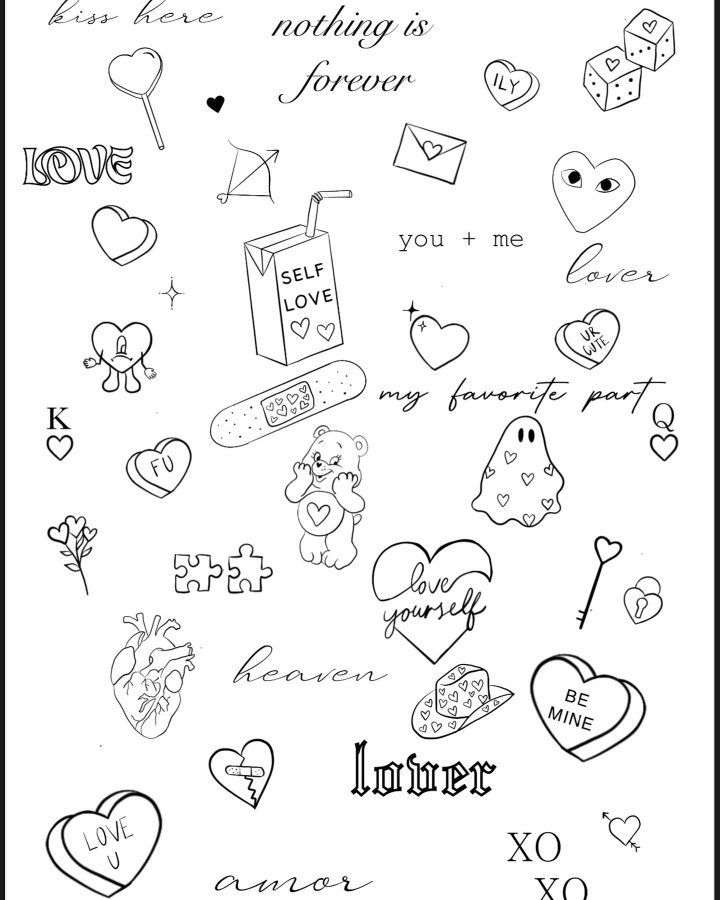 kiss here
nothing is
forever
ILY
LOVE
SELF
LOVE
you + me
lover
UR
CUTE
my favorite part
K
Q
FU
love
yourself
heaven
BE
MINE
lover
LOVE
U
XO
XO
amor